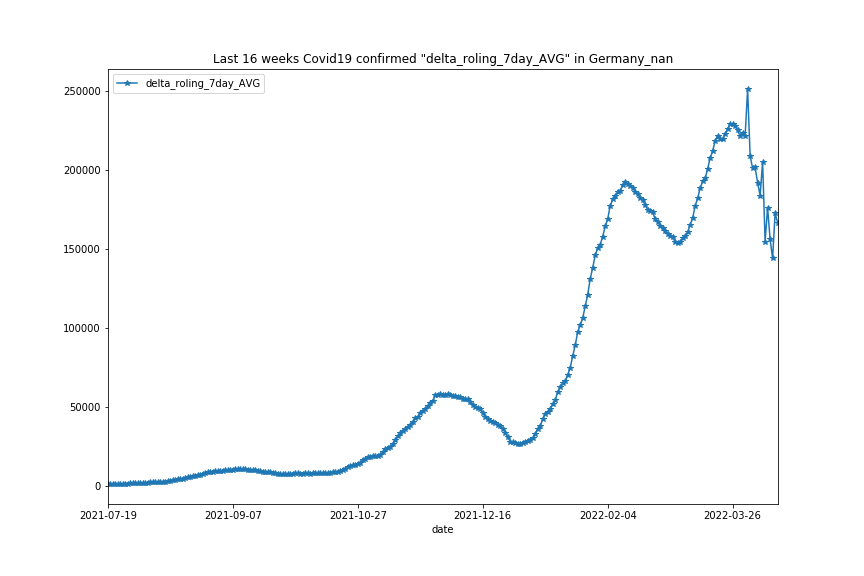 Last 16 weeks Covid19 confirmed "delta_roling_7day_AVG" in Germany_nan
delta_roling_7day_AVG
250000
200000
150000
100000
50000
0
2021-07-19 2021-09-07 2021-10-27 2021-12-16 2022-02-04 2022-03-26
date